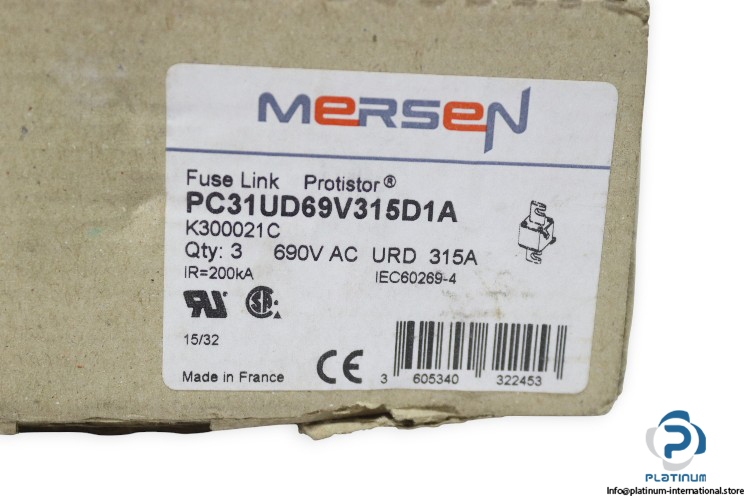 MERSEN
Fuse Link Protistor®
PC31UD69V315D1A
K300021C
Qty: 3 690V AC URD 315A
IR=200kA IEC60269-4
15/32
Made in France
CE
3 605340 322453
PLATINUM
Info@platinum-international.store